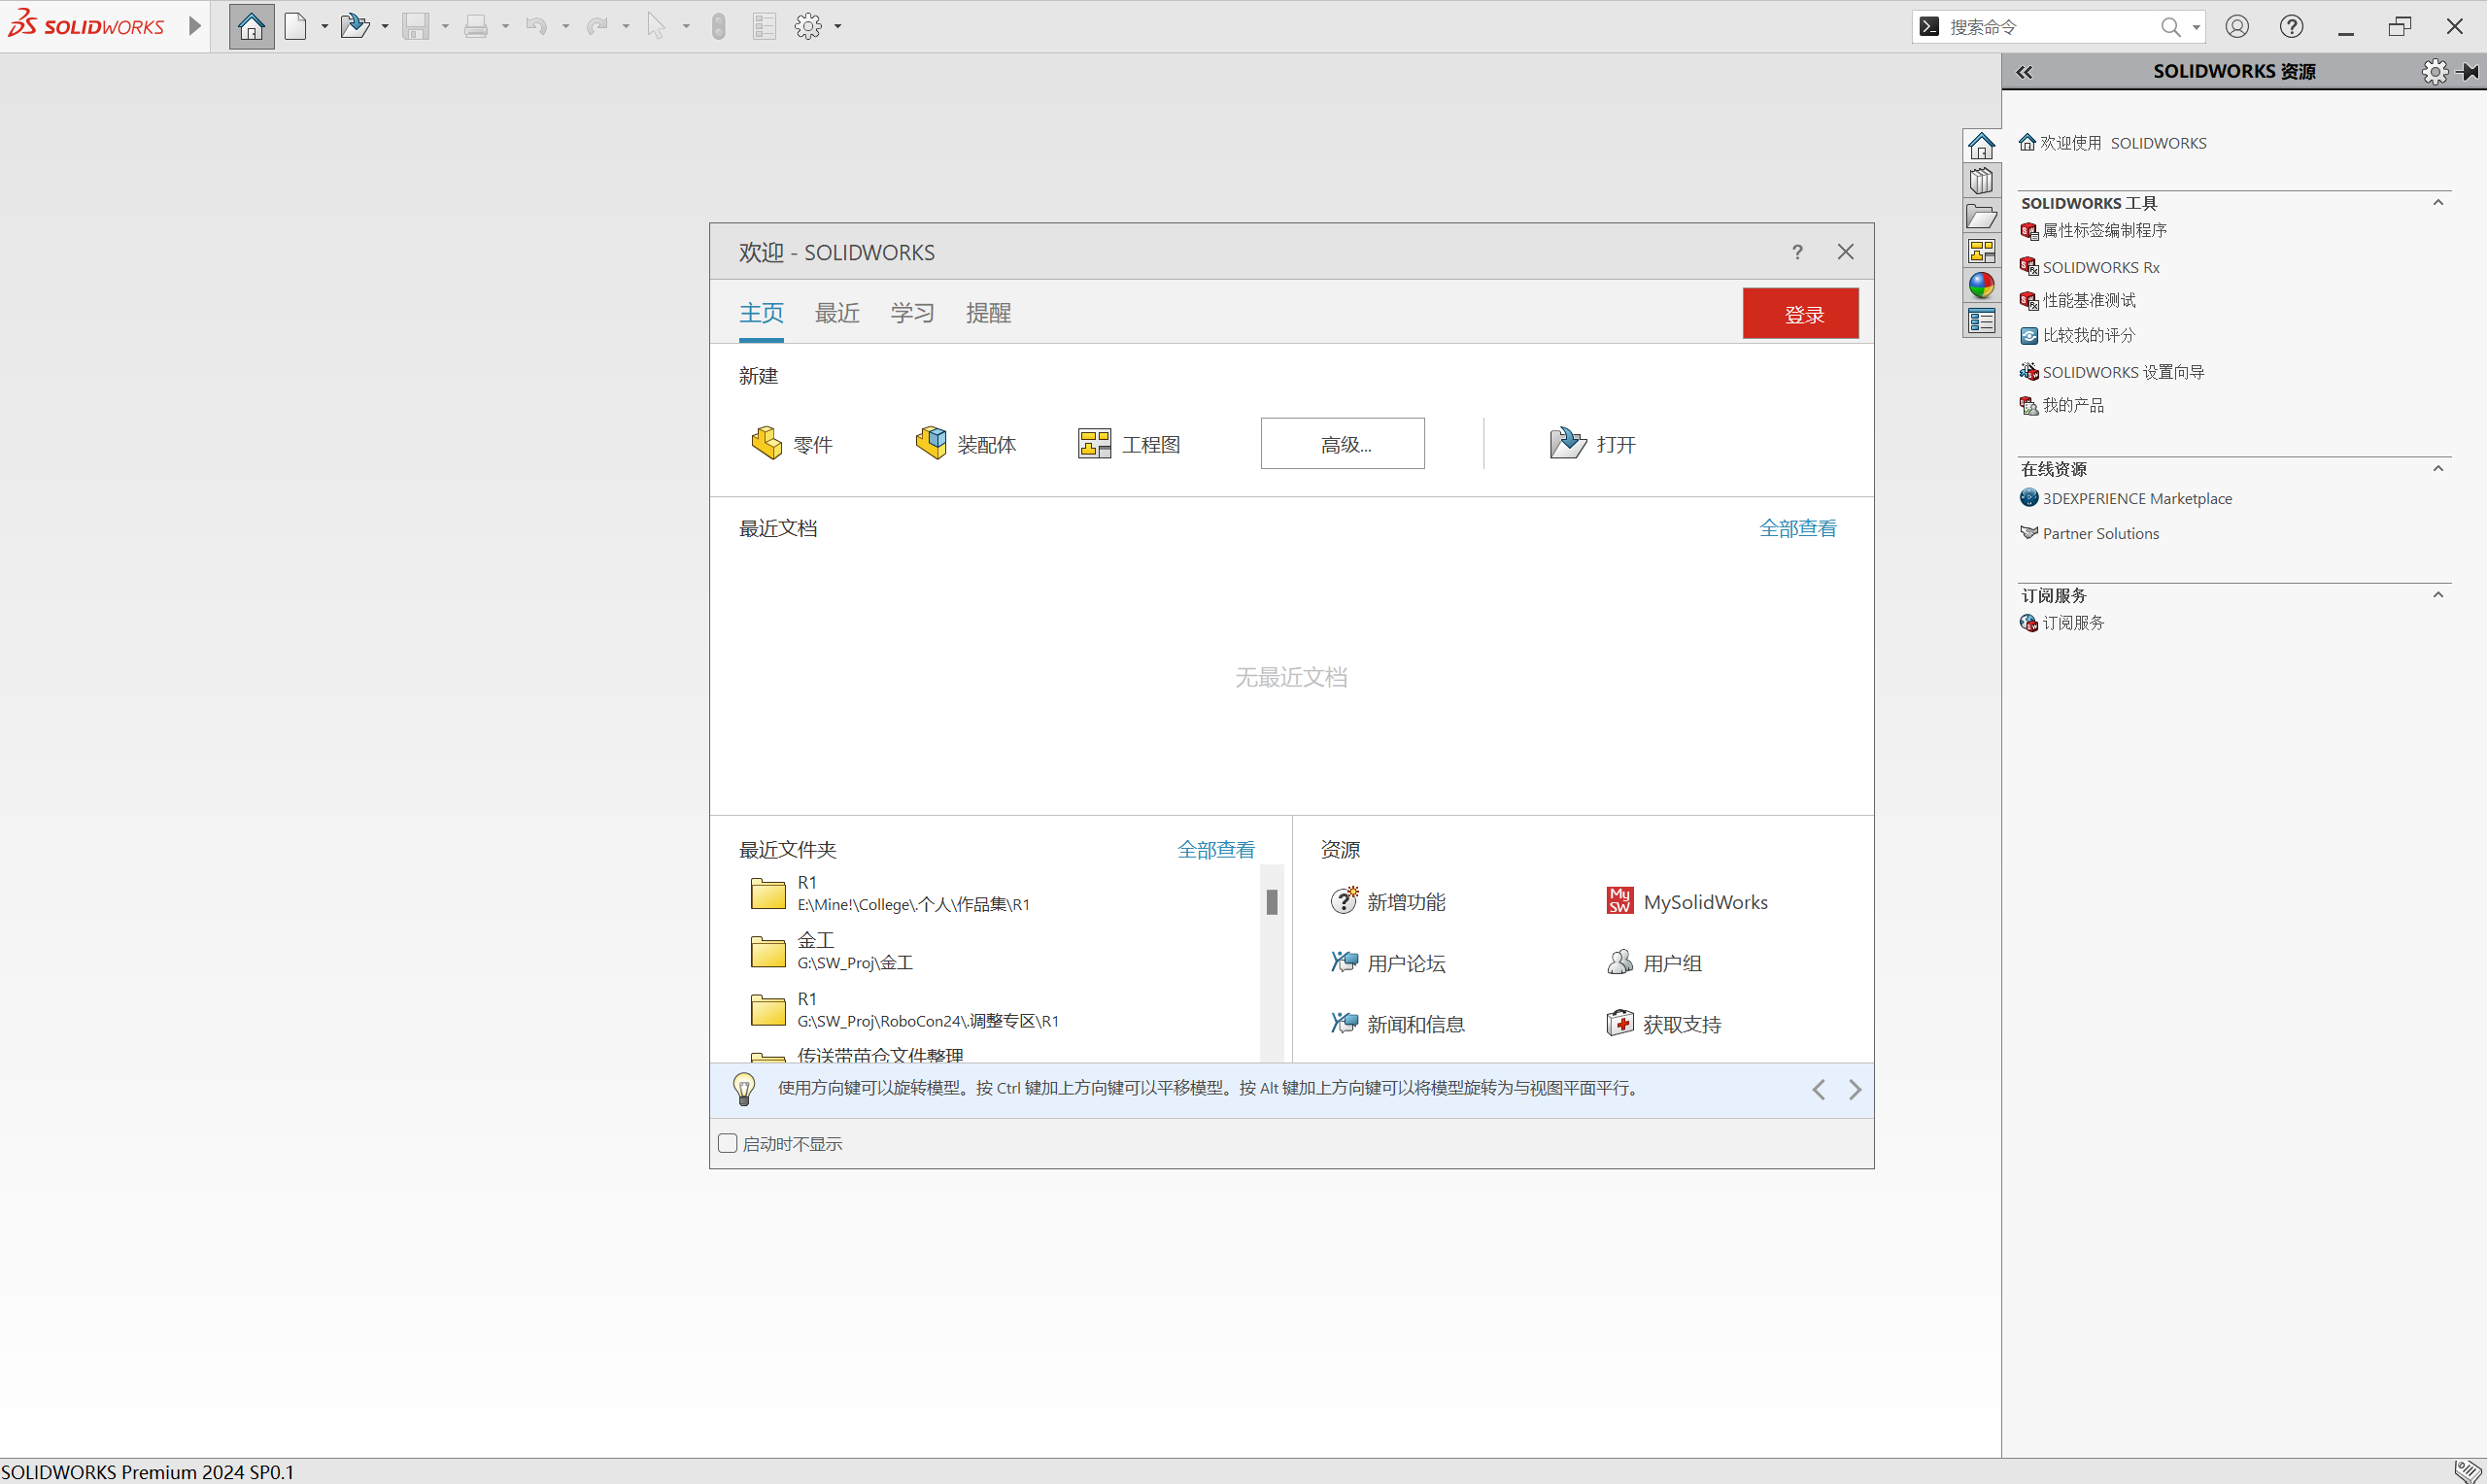 SOLIDWORKS
搜索命令
SOLIDWORKS 资源
欢迎使用 SOLIDWORKS
SOLIDWORKS 工具
属性标签编制程序
SOLIDWORKS Rx
性能基准测试
比较我的评分
SOLIDWORKS 设置向导
我的产品
在线资源
3DEXPERIENCE Marketplace
Partner Solutions
订阅服务
订阅服务
欢迎 - SOLIDWORKS
?
主页 最近 学习 提醒
登录
新建
零件 装配体 工程图 高级... 打开
最近文档 全部查看
无最近文档
最近文件夹 全部查看
R1
E:\Mine!\College\.个人\作品集\R1
金工
G:\SW_Proj\金工
R1
G:\SW_Proj\RoboCon24\.调整专区\R1
传送带苗仓文件整理
资源
新增功能 My SW MySolidWorks
用户论坛 用户组
新闻和信息 获取支持
使用方向键可以旋转模型。按 Ctrl 键加上方向键可以平移模型。按 Alt 键加上方向键可以将模型旋转为与视图平面平行。
启动时不显示
SOLIDWORKS Premium 2024 SP0.1